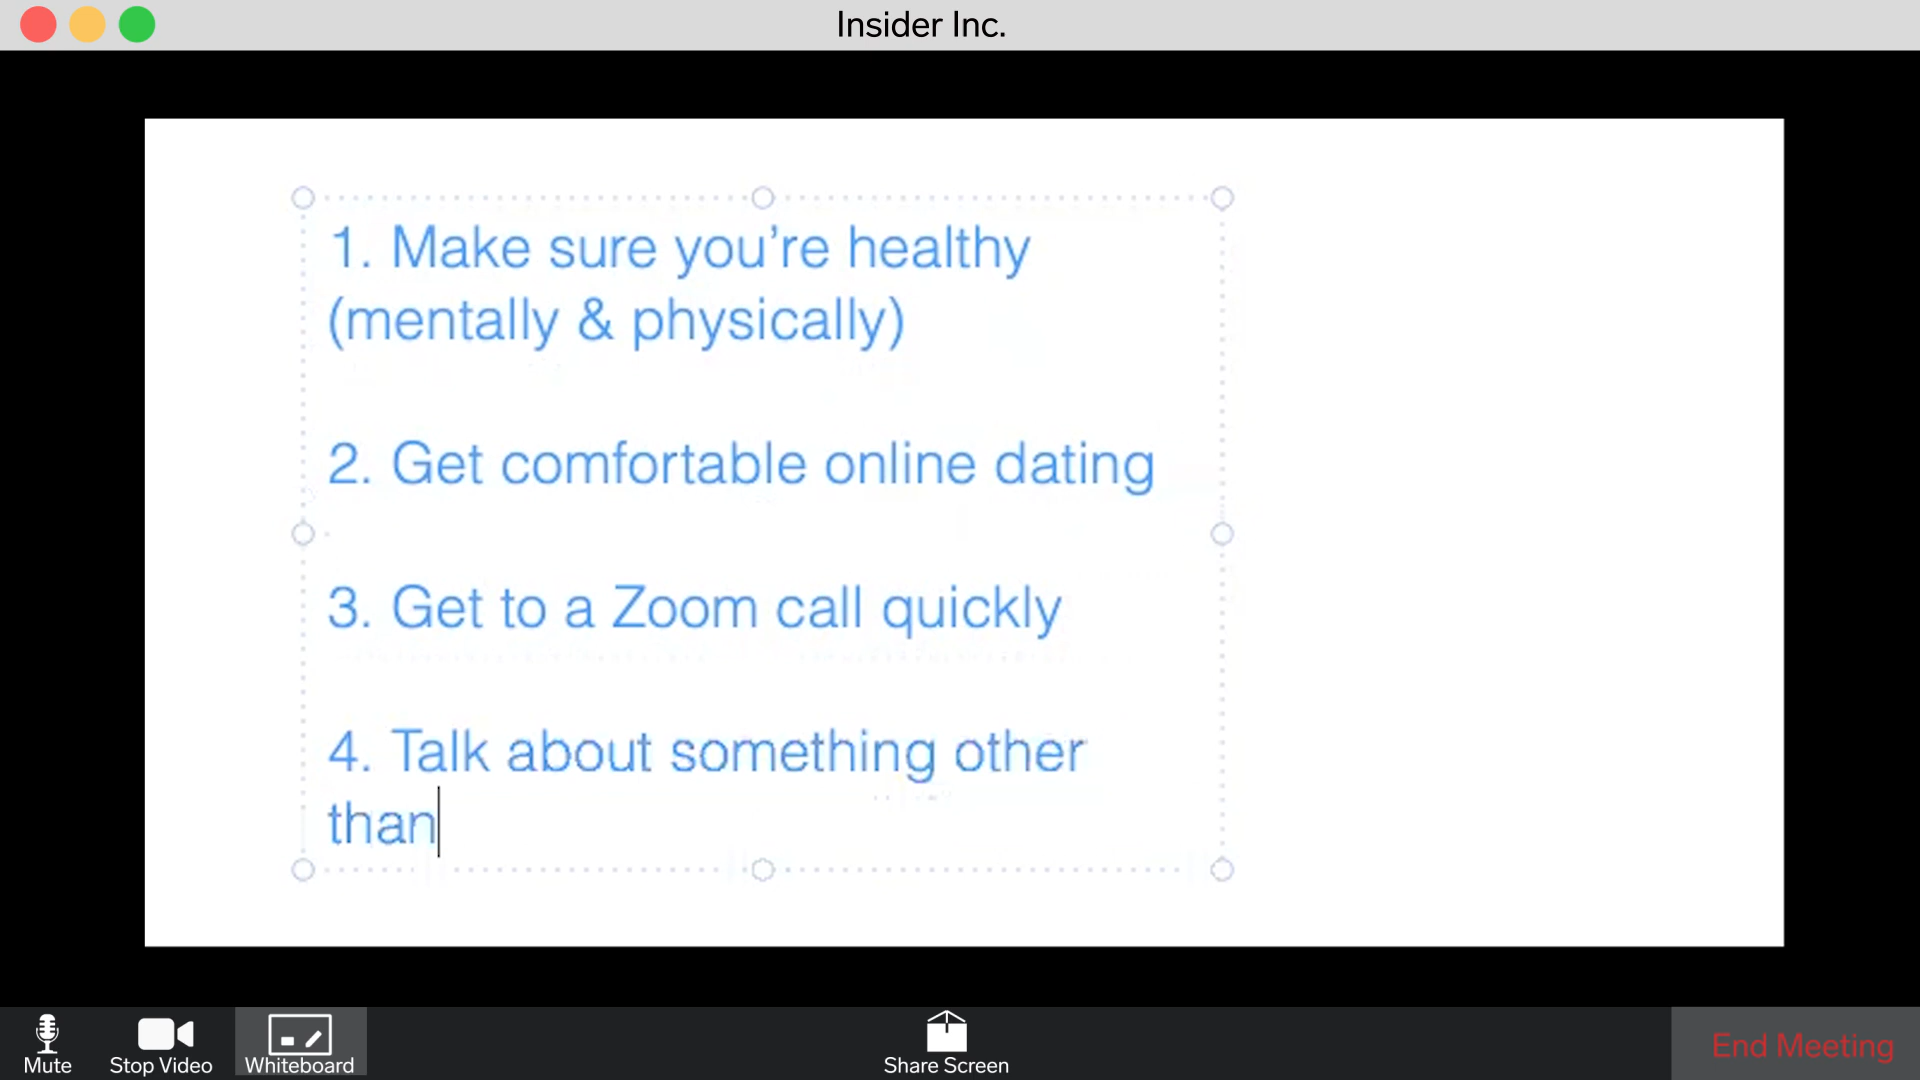 Insider Inc.
1. Make sure you’re healthy
(mentally & physically)
2. Get comfortable online dating
3. Get to a Zoom call quickly
4. Talk about something other
than
Mute
Stop Video
Whiteboard
Share Screen
End Meeting